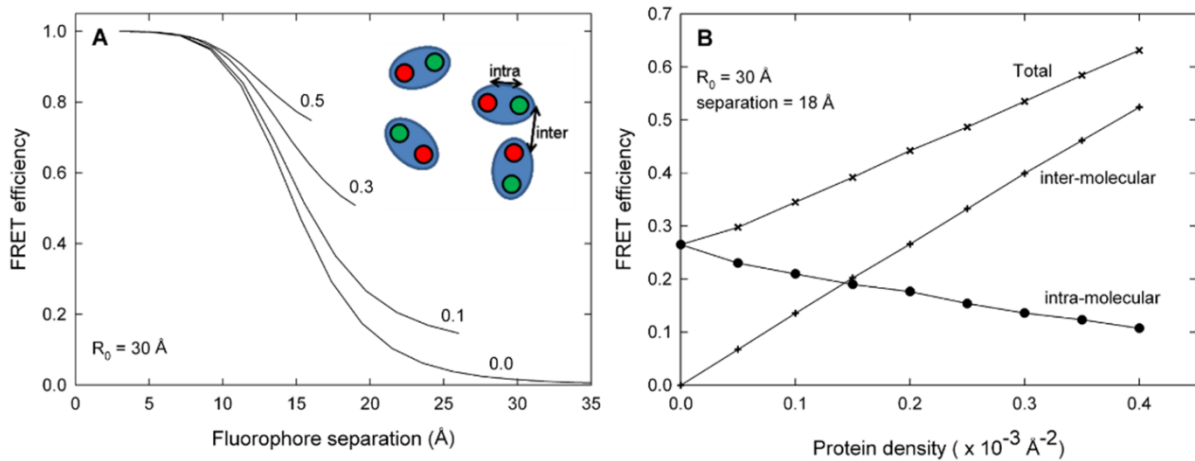 A
1.0
0.8
0.6
0.4
0.2
0.0
FRET efficiency
0.5
0.3
0.1
0.0
intra
inter
R₀ = 30 Å
0 5 10 15 20 25 30 35
Fluorophore separation (Å)
B
0.7
0.6
0.5
0.4
0.3
0.2
0.1
0.0
FRET efficiency
R₀ = 30 Å
separation = 18 Å
Total
inter-molecular
intra-molecular
0.0 0.1 0.2 0.3 0.4
Protein density ( x 10⁻³ Å⁻²)